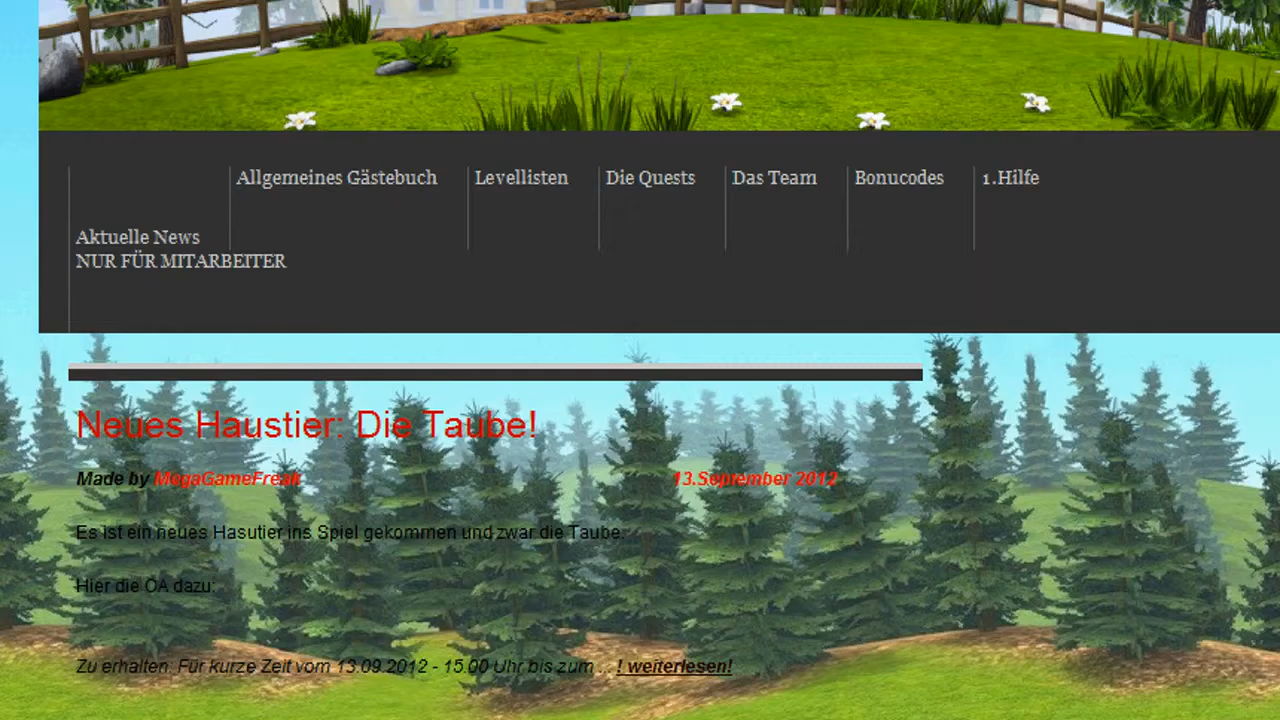 Allgemeines Gästebuch
Levellisten
Die Quests
Das Team
Bonucodes
1.Hilfe
Aktuelle News
NUR FÜR MITARBEITER
Neues Haustier: Die Taube!
Made by MegaGameFreak 13.September 2012
Es ist ein neues Hasutier ins Spiel gekommen und zwar die Taube.
Hier die OA dazu:
Zu erhalten: Für kurze Zeit vom 13.09.2012 - 15.00 Uhr bis zum ... ! weiterlesen!